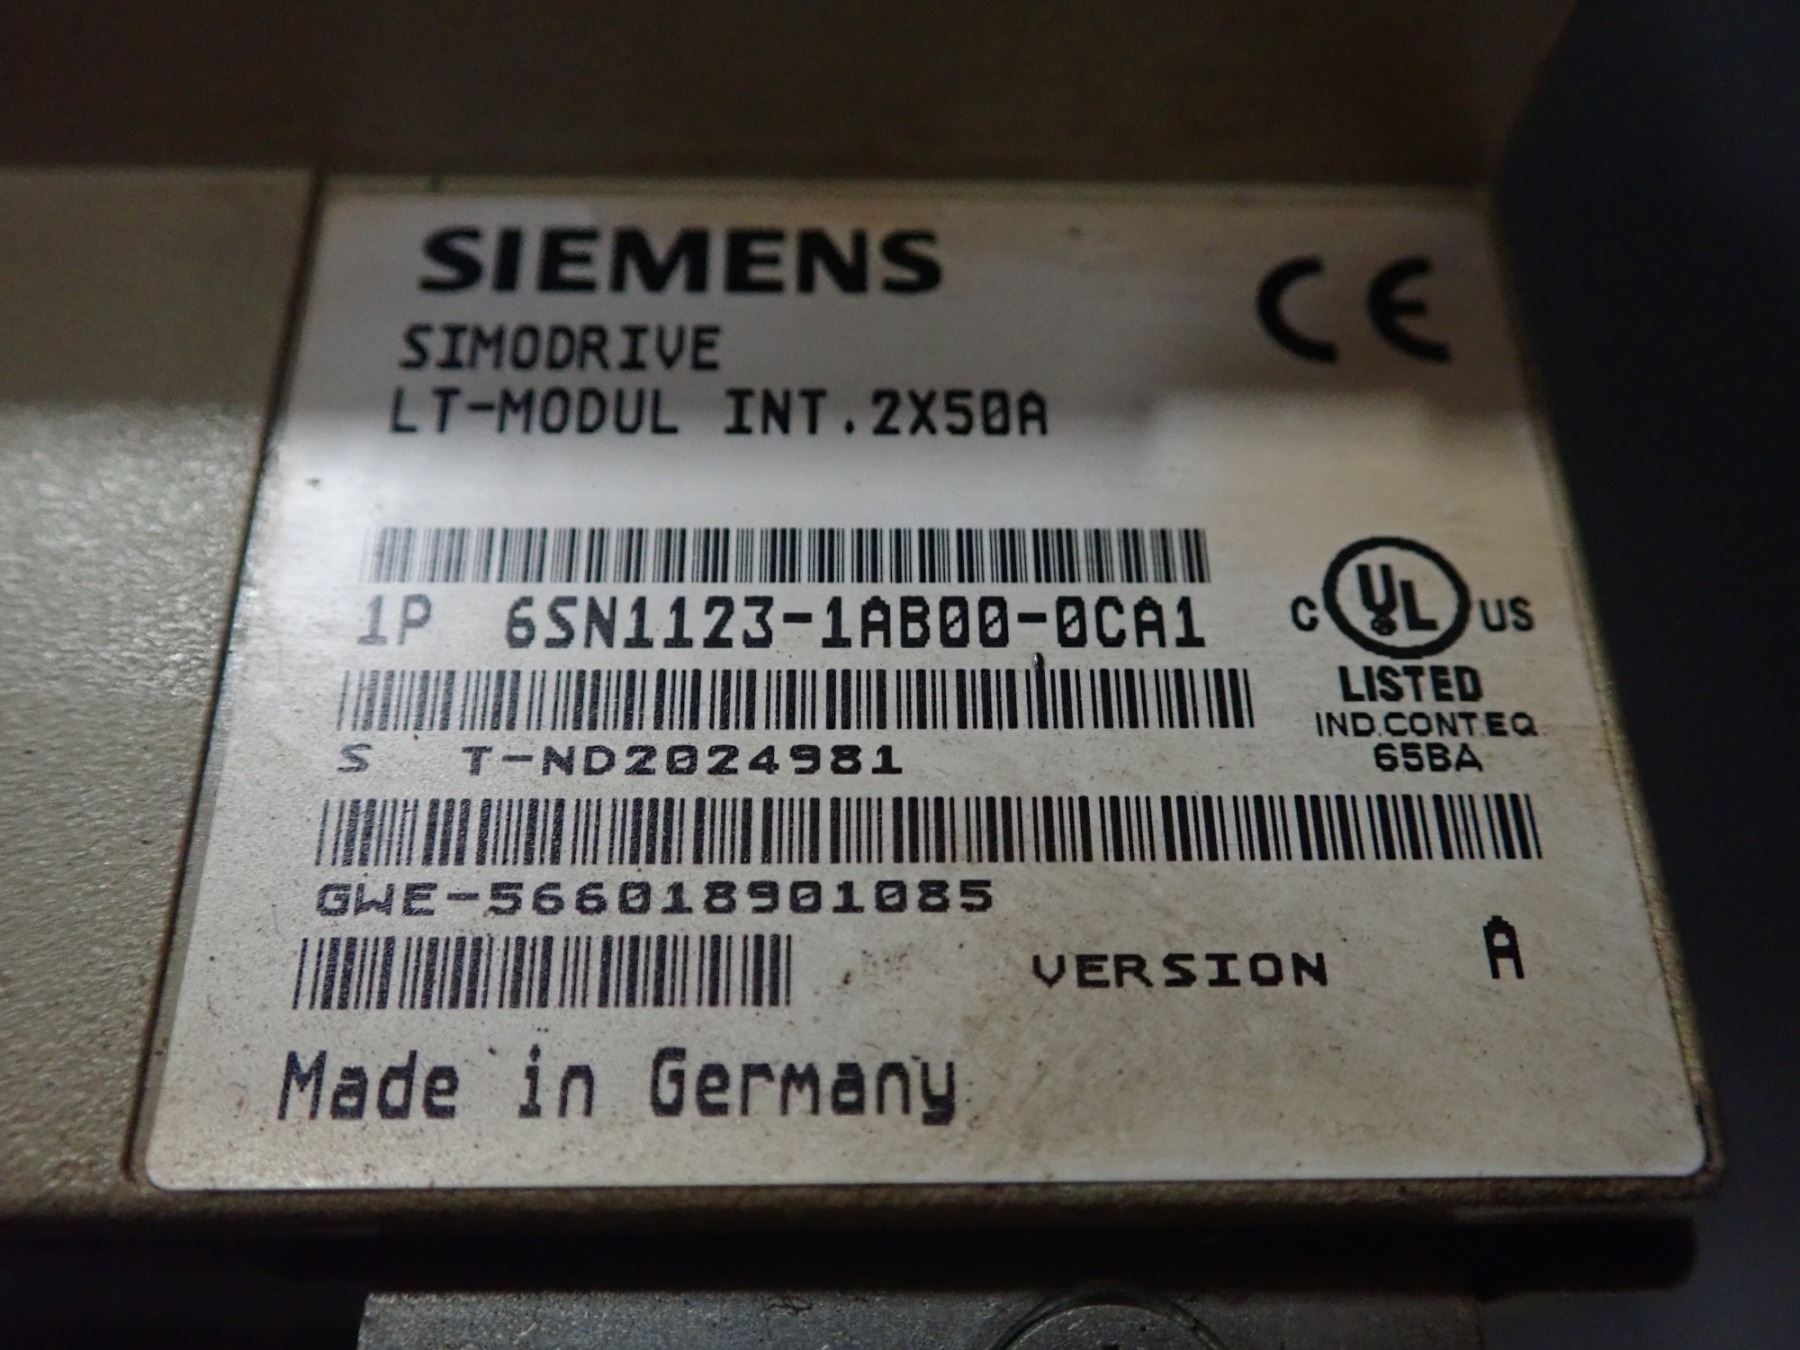 SIEMENS
CE
SIMODRIVE
LT-MODUL INT.2X50A
1P 6SN1123-1AB00-0CA1
C UL US
LISTED
IND.CONT.EQ
65BA
S T-ND2024981
GWE-566018901085
VERSION A
Made in Germany